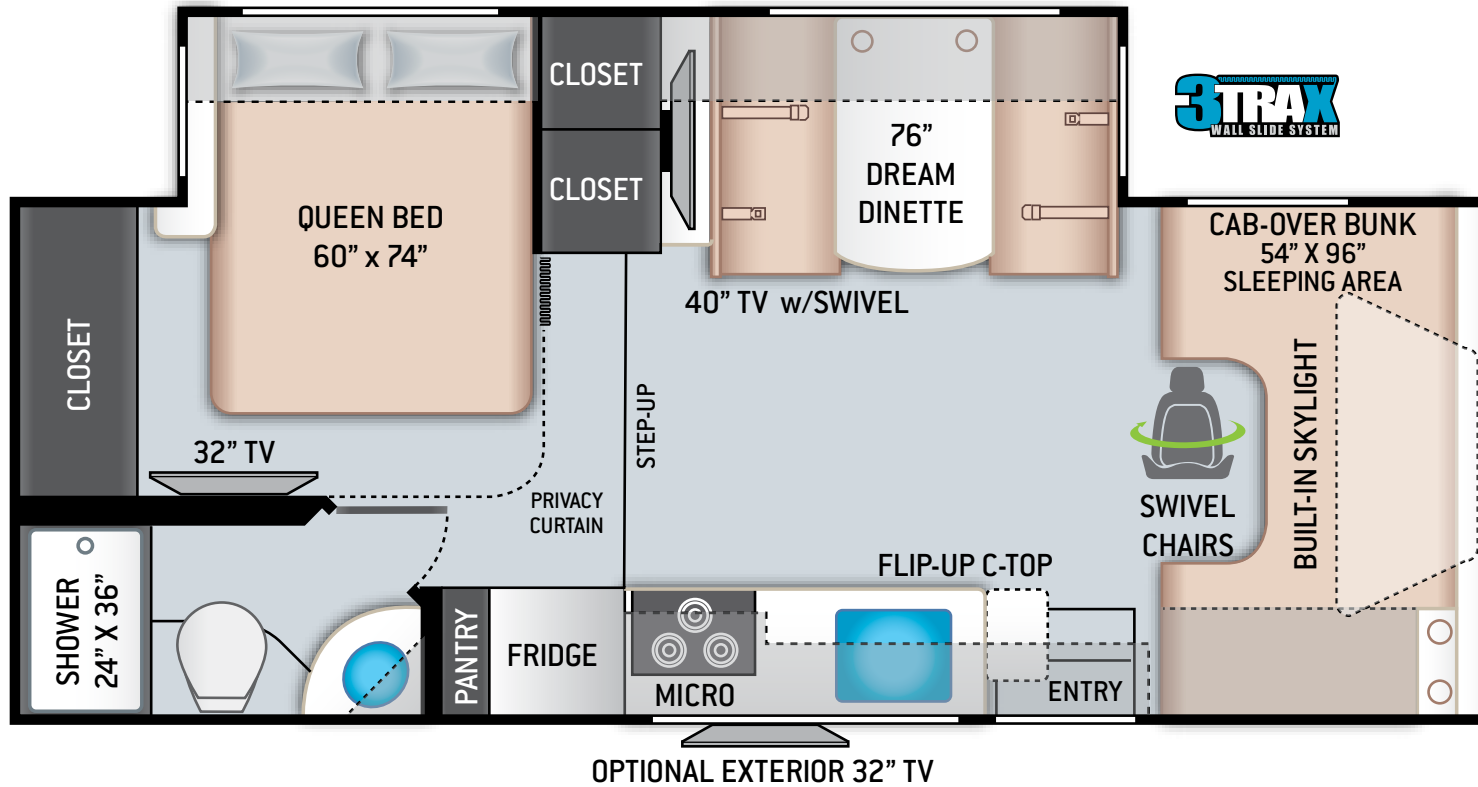 CLOSET
CLOSET
QUEEN BED
60” x 74”
76”
DREAM
DINETTE
3TRAX
WALL SLIDE SYSTEM
CAB-OVER BUNK
54” X 96”
SLEEPING AREA
40” TV w/SWIVEL
CLOSET
32” TV
STEP-UP
BUILT-IN SKYLIGHT
PRIVACY
CURTAIN
SWIVEL
CHAIRS
FLIP-UP C-TOP
SHOWER
24” X 36”
PANTRY
FRIDGE
MICRO
ENTRY
OPTIONAL EXTERIOR 32” TV